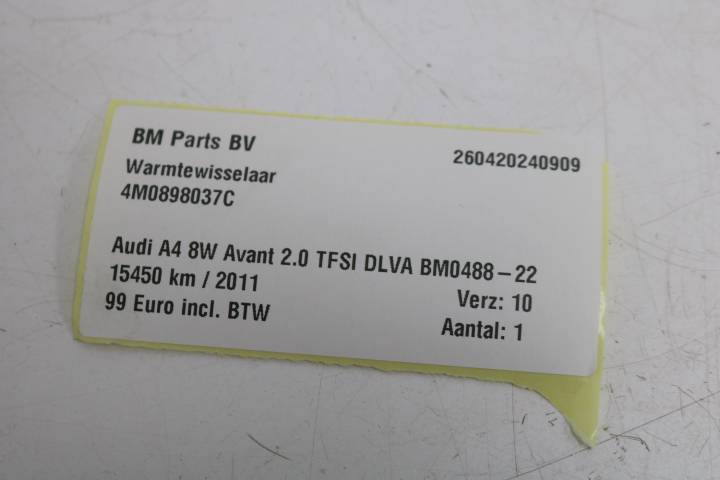 BM Parts BV
260420240909
Warmtewisselaar
4M0898037C
Audi A4 8W Avant 2.0 TFSI DLVA BM0488-22
15450 km / 2011
Verz: 10
99 Euro incl. BTW
Aantal: 1